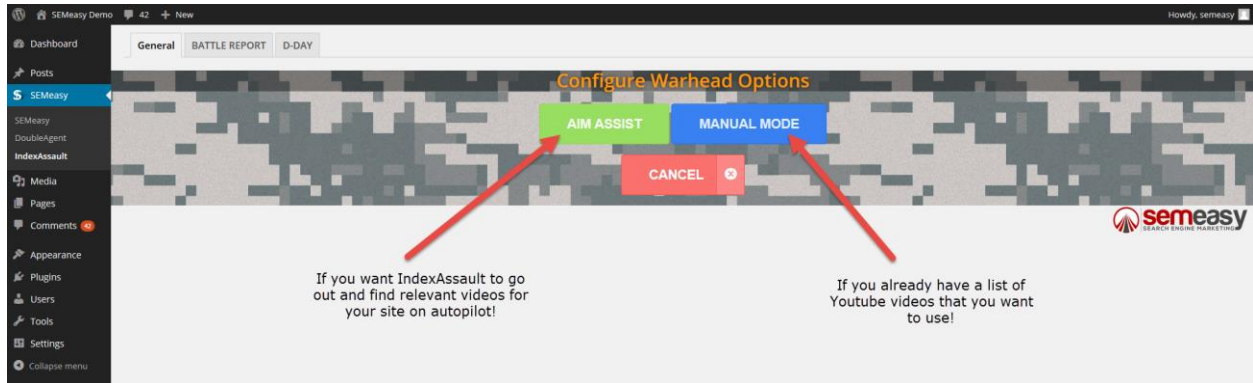 SEMeasy Demo 42 + New Howdy, semeasy
Dashboard
Posts
SEMeasy
SEMeasy
DoubleAgent
IndexAssault
Media
Pages
Comments 42
Appearance
Plugins
Users
Tools
Settings
Collapse menu
General BATTLE REPORT D-DAY
Configure Warhead Options
AIM ASSIST MANUAL MODE
CANCEL
semeasy
SEARCH ENGINE MARKETING
If you want IndexAssault to go
out and find relevant videos for
your site on autopilot!
If you already have a list of
Youtube videos that you want
to use!